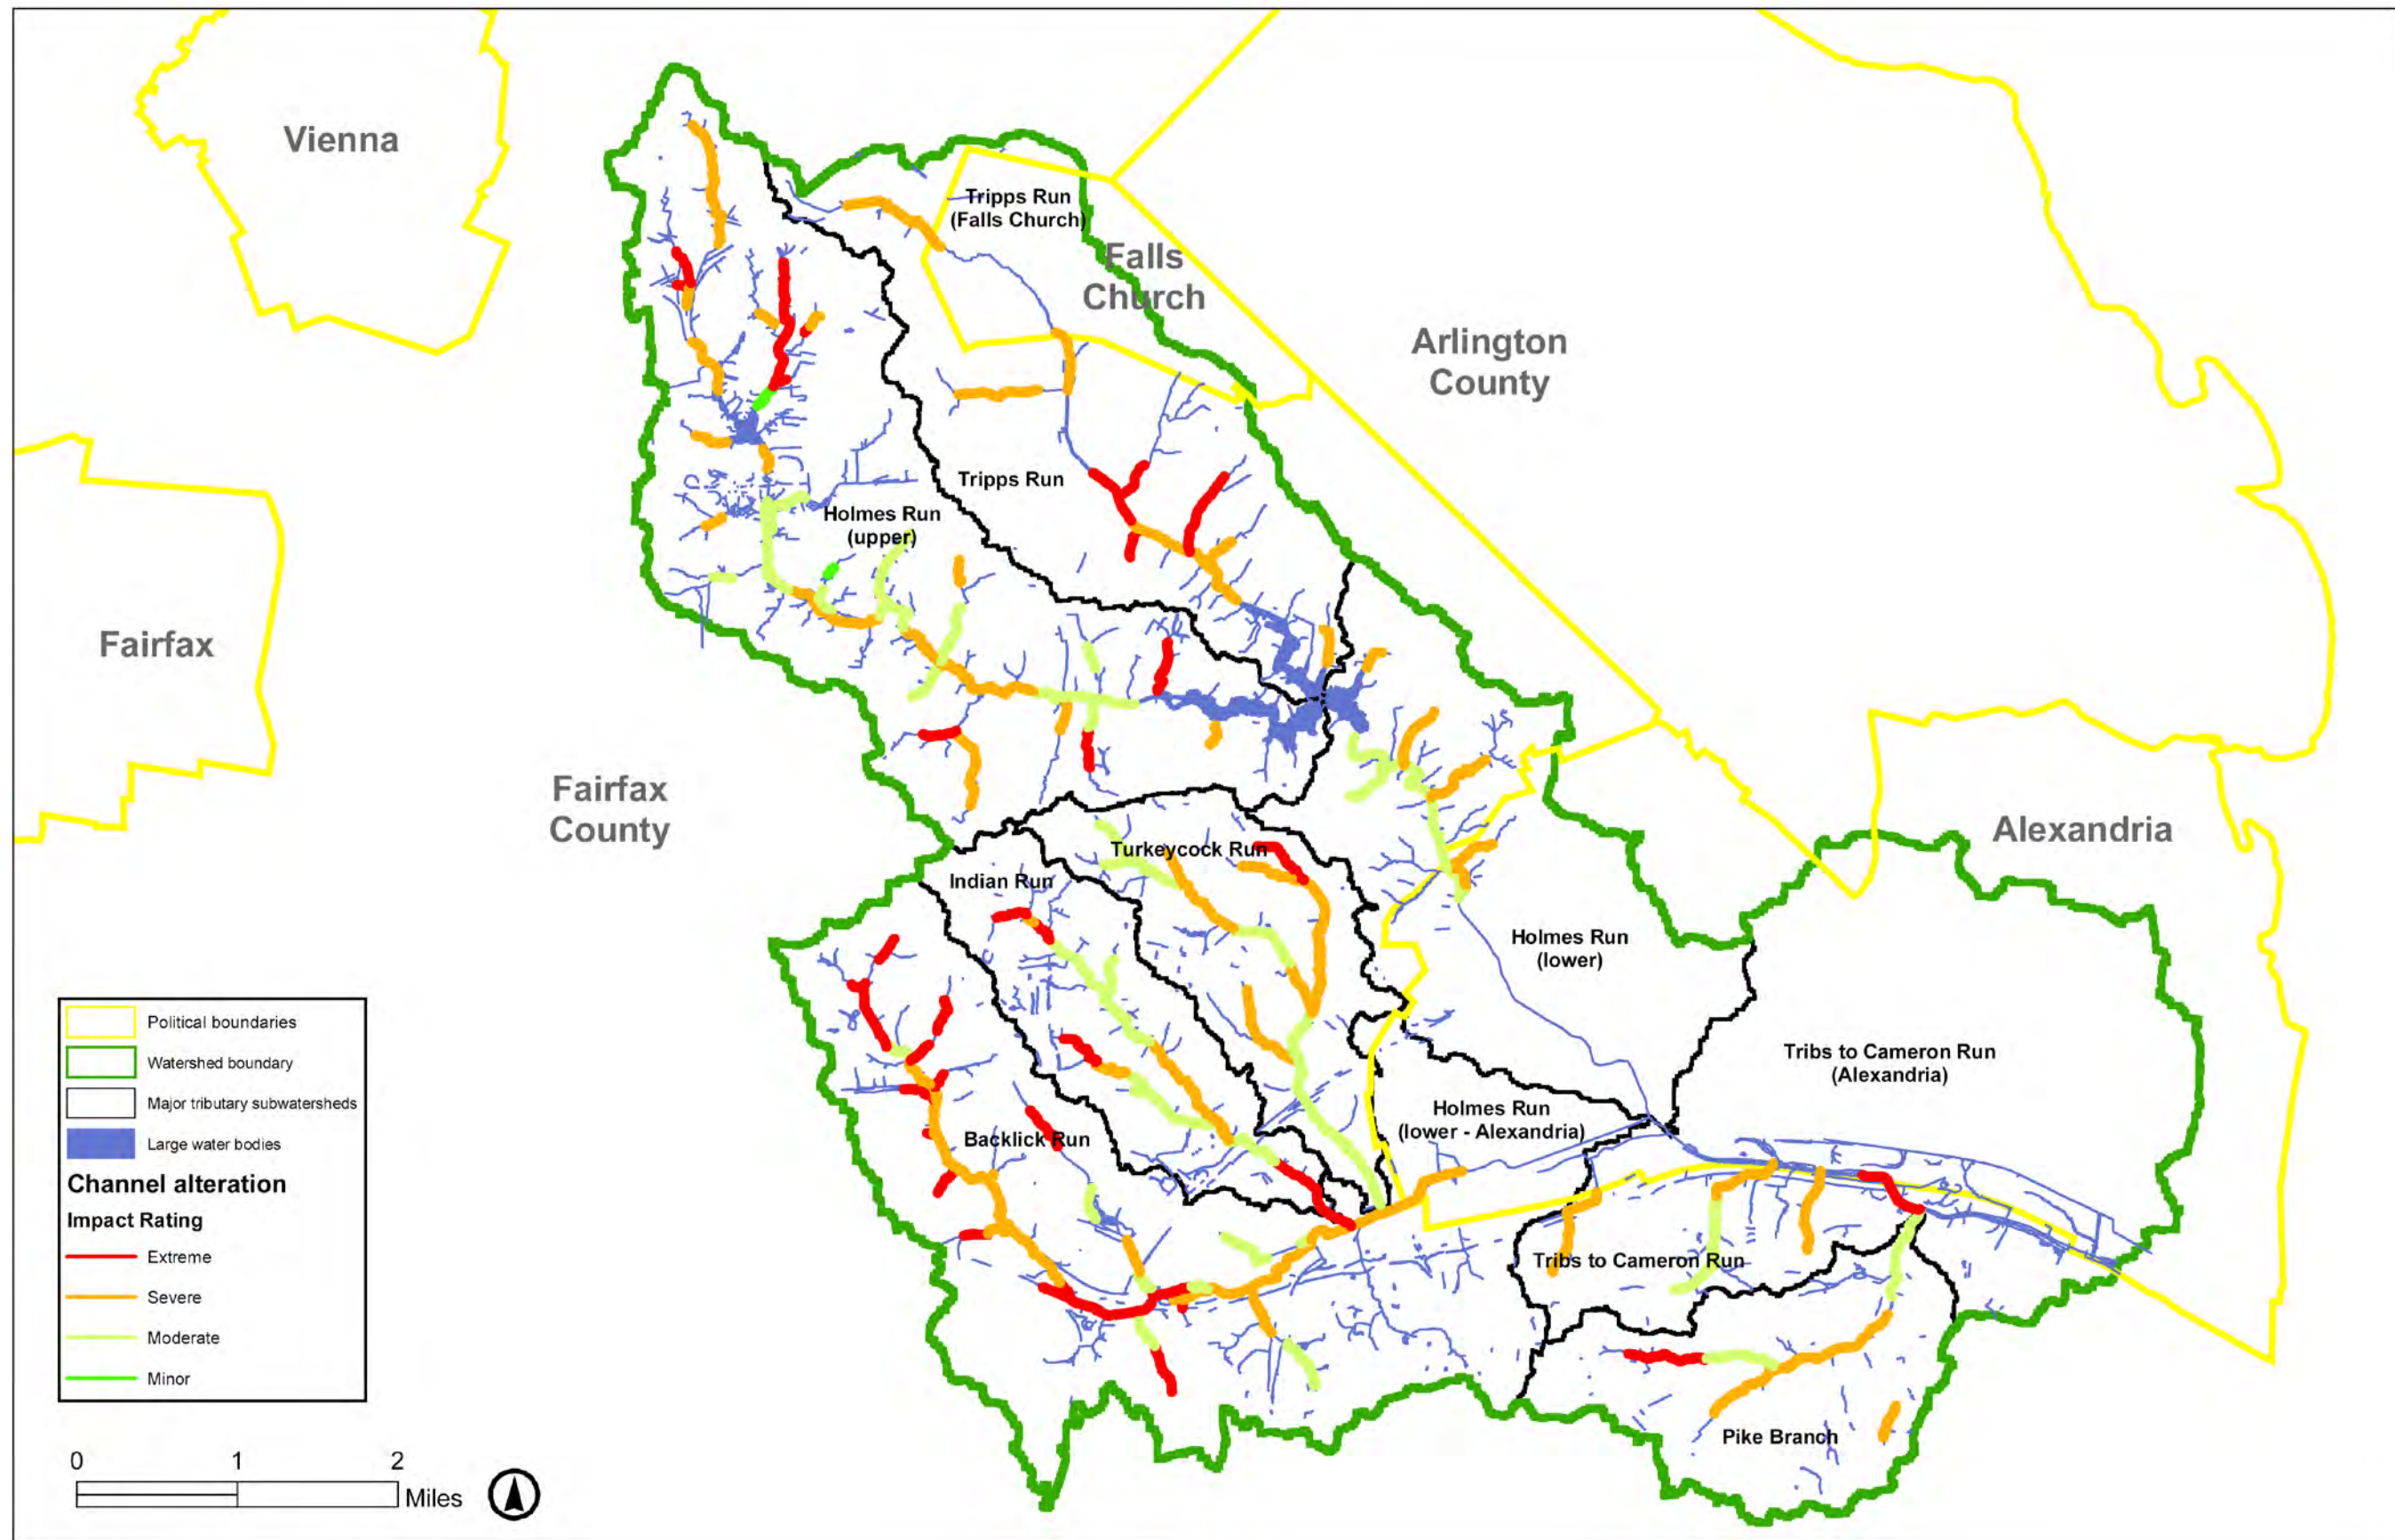 Vienna
Tripps Run
(Falls Church)
Falls
Church
Arlington
County
Tripps Run
Holmes Run
(upper)
Fairfax
Fairfax
County
Alexandria
Turkeycock Run
Indian Run
Holmes Run
(lower)
Tribs to Cameron Run
(Alexandria)
Holmes Run
(lower - Alexandria)
Backlick Run
Tribs to Cameron Run
Pike Branch
Political boundaries
Watershed boundary
Major tributary subwatersheds
Large water bodies
Channel alteration
Impact Rating
Extreme
Severe
Moderate
Minor
0 1 2
Miles